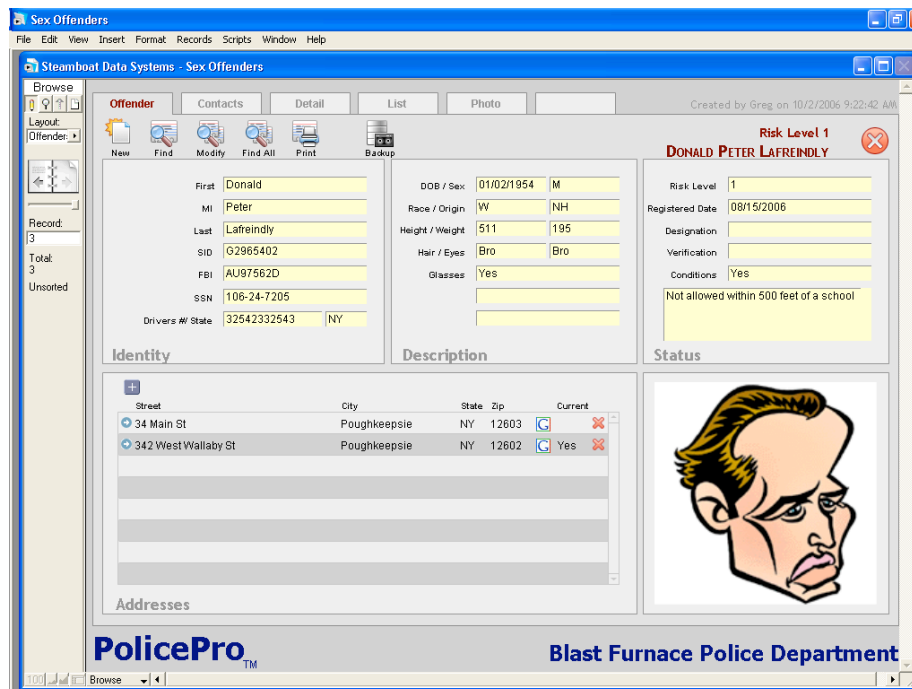 Sex Offenders
File Edit View Insert Format Records Scripts Window Help
Steamboat Data Systems - Sex Offenders
Browse
Layout:
Offender:
Record:
3
Total:
3
Unsorted
Offender Contacts Detail List Photo
Created by Greg on 10/2/2006 9:22:42 AM
New Find Modify Find All Print Backup
Risk Level 1
DONALD PETER LAFREINDLY
First Donald
MI Peter
Last Lafreindly
SID G2965402
FBI AU97562D
SSN 106-24-7205
Drivers #/ State 32542332543 NY
Identity
DOB / Sex 01/02/1954 M
Race / Origin W NH
Height / Weight 511 195
Hair / Eyes Bro Bro
Glasses Yes
Description
Risk Level 1
Registered Date 08/15/2006
Designation
Verification
Conditions Yes
Not allowed within 500 feet of a school
Status
Street City State Zip Current
34 Main St Poughkeepsie NY 12603 G
342 West Wallaby St Poughkeepsie NY 12602 G Yes
Addresses
PolicePro TM
Blast Furnace Police Department
100 Browse